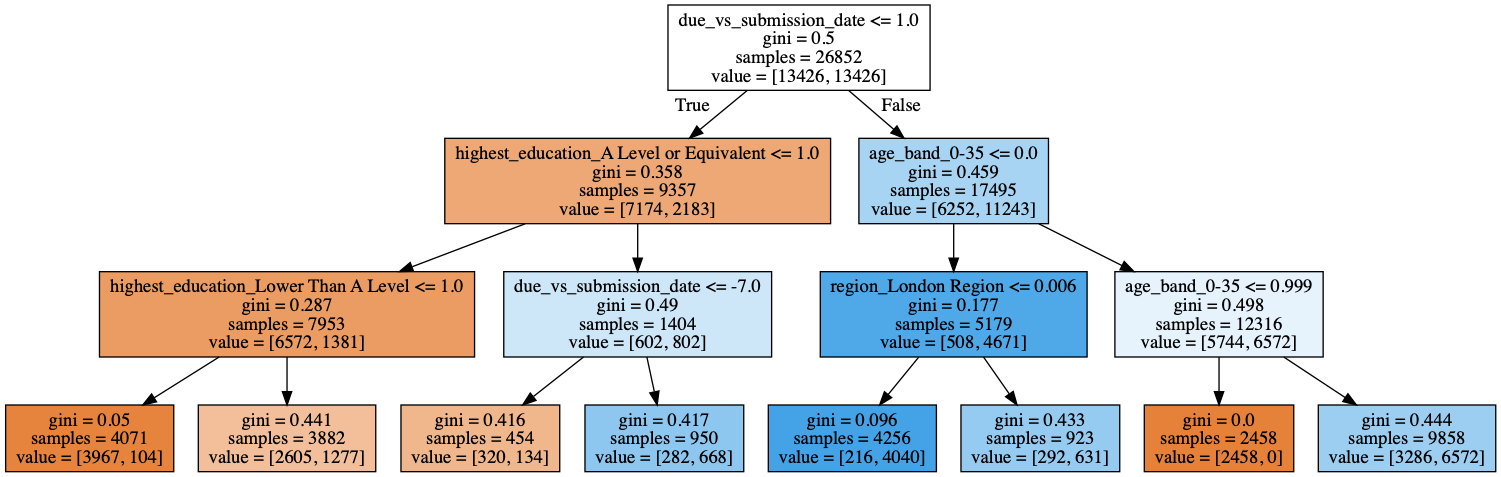 due_vs_submission_date <= 1.0
gini = 0.5
samples = 26852
value = [13426, 13426]
True
False
highest_education_A Level or Equivalent <= 1.0
gini = 0.358
samples = 9357
value = [7174, 2183]
age_band_0-35 <= 0.0
gini = 0.459
samples = 17495
value = [6252, 11243]
highest_education_Lower Than A Level <= 1.0
gini = 0.287
samples = 7953
value = [6572, 1381]
due_vs_submission_date <= -7.0
gini = 0.49
samples = 1404
value = [602, 802]
region_London Region <= 0.006
gini = 0.177
samples = 5179
value = [508, 4671]
age_band_0-35 <= 0.999
gini = 0.498
samples = 12316
value = [5744, 6572]
gini = 0.05
samples = 4071
value = [3967, 104]
gini = 0.441
samples = 3882
value = [2605, 1277]
gini = 0.416
samples = 454
value = [320, 134]
gini = 0.417
samples = 950
value = [282, 668]
gini = 0.096
samples = 4256
value = [216, 4040]
gini = 0.433
samples = 923
value = [292, 631]
gini = 0.0
samples = 2458
value = [2458, 0]
gini = 0.444
samples = 9858
value = [3286, 6572]